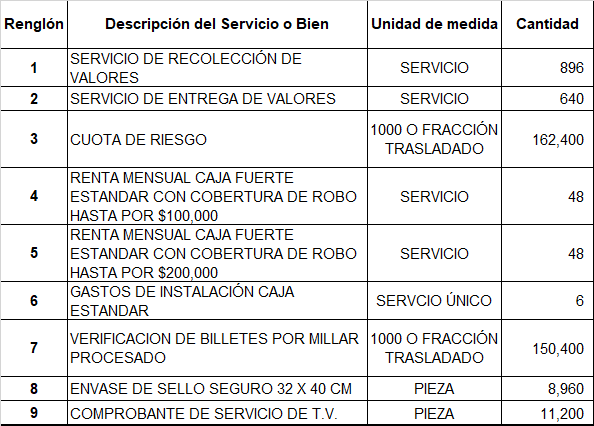 Renglón Descripción del Servicio o Bien Unidad de medida Cantidad
1 SERVICIO DE RECOLECCIÓN DE VALORES SERVICIO 896
2 SERVICIO DE ENTREGA DE VALORES SERVICIO 640
3 CUOTA DE RIESGO 1000 O FRACCIÓN TRASLADADO 162,400
4 RENTA MENSUAL CAJA FUERTE ESTANDAR CON COBERTURA DE ROBO HASTA POR $100,000 SERVICIO 48
5 RENTA MENSUAL CAJA FUERTE ESTANDAR CON COBERTURA DE ROBO HASTA POR $200,000 SERVICIO 48
6 GASTOS DE INSTALACIÓN CAJA ESTANDAR SERVCIO ÚNICO 6
7 VERIFICACION DE BILLETES POR MILLAR PROCESADO 1000 O FRACCIÓN TRASLADADO 150,400
8 ENVASE DE SELLO SEGURO 32 X 40 CM PIEZA 8,960
9 COMPROBANTE DE SERVICIO DE T.V. PIEZA 11,200